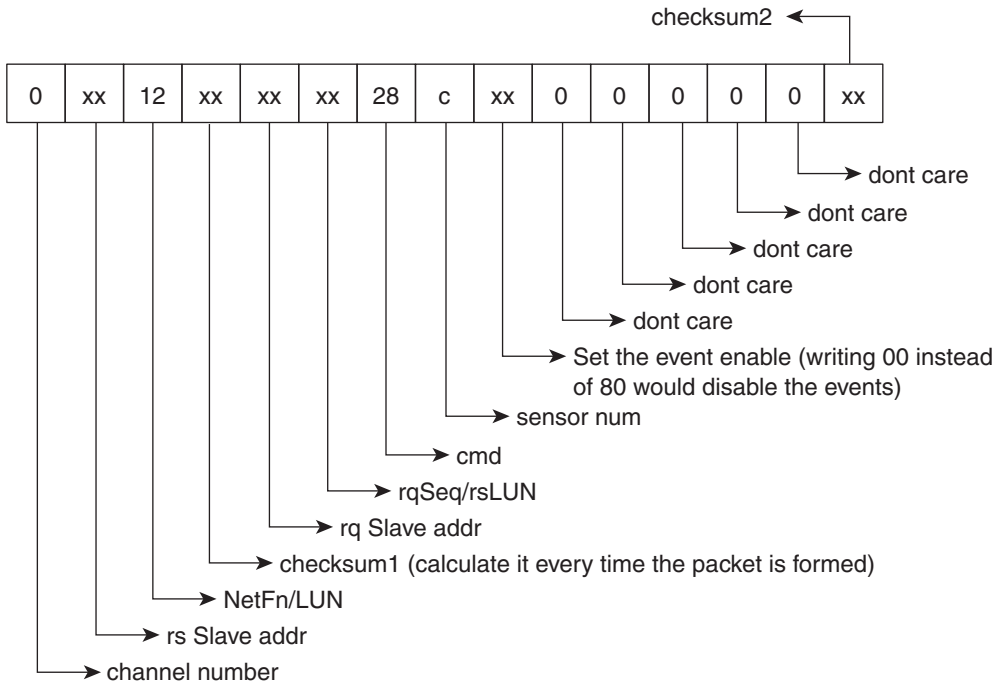 checksum2
0 xx 12 xx xx xx 28 c xx 0 0 0 0 0 xx
dont care
dont care
dont care
dont care
dont care
Set the event enable (writing 00 instead
of 80 would disable the events)
sensor num
cmd
rqSeq/rsLUN
rq Slave addr
checksum1 (calculate it every time the packet is formed)
NetFn/LUN
rs Slave addr
channel number